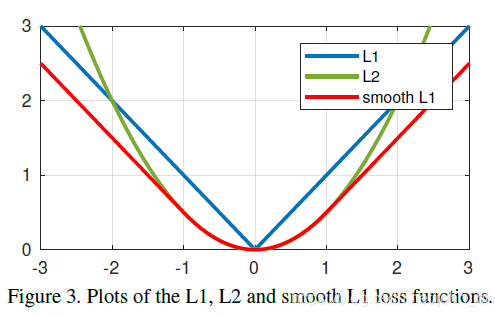 3
2
1
0
-3
-2
-1
0
1
2
3
L1
L2
smooth L1
Figure 3. Plots of the L1, L2 and smooth L1 loss functions.